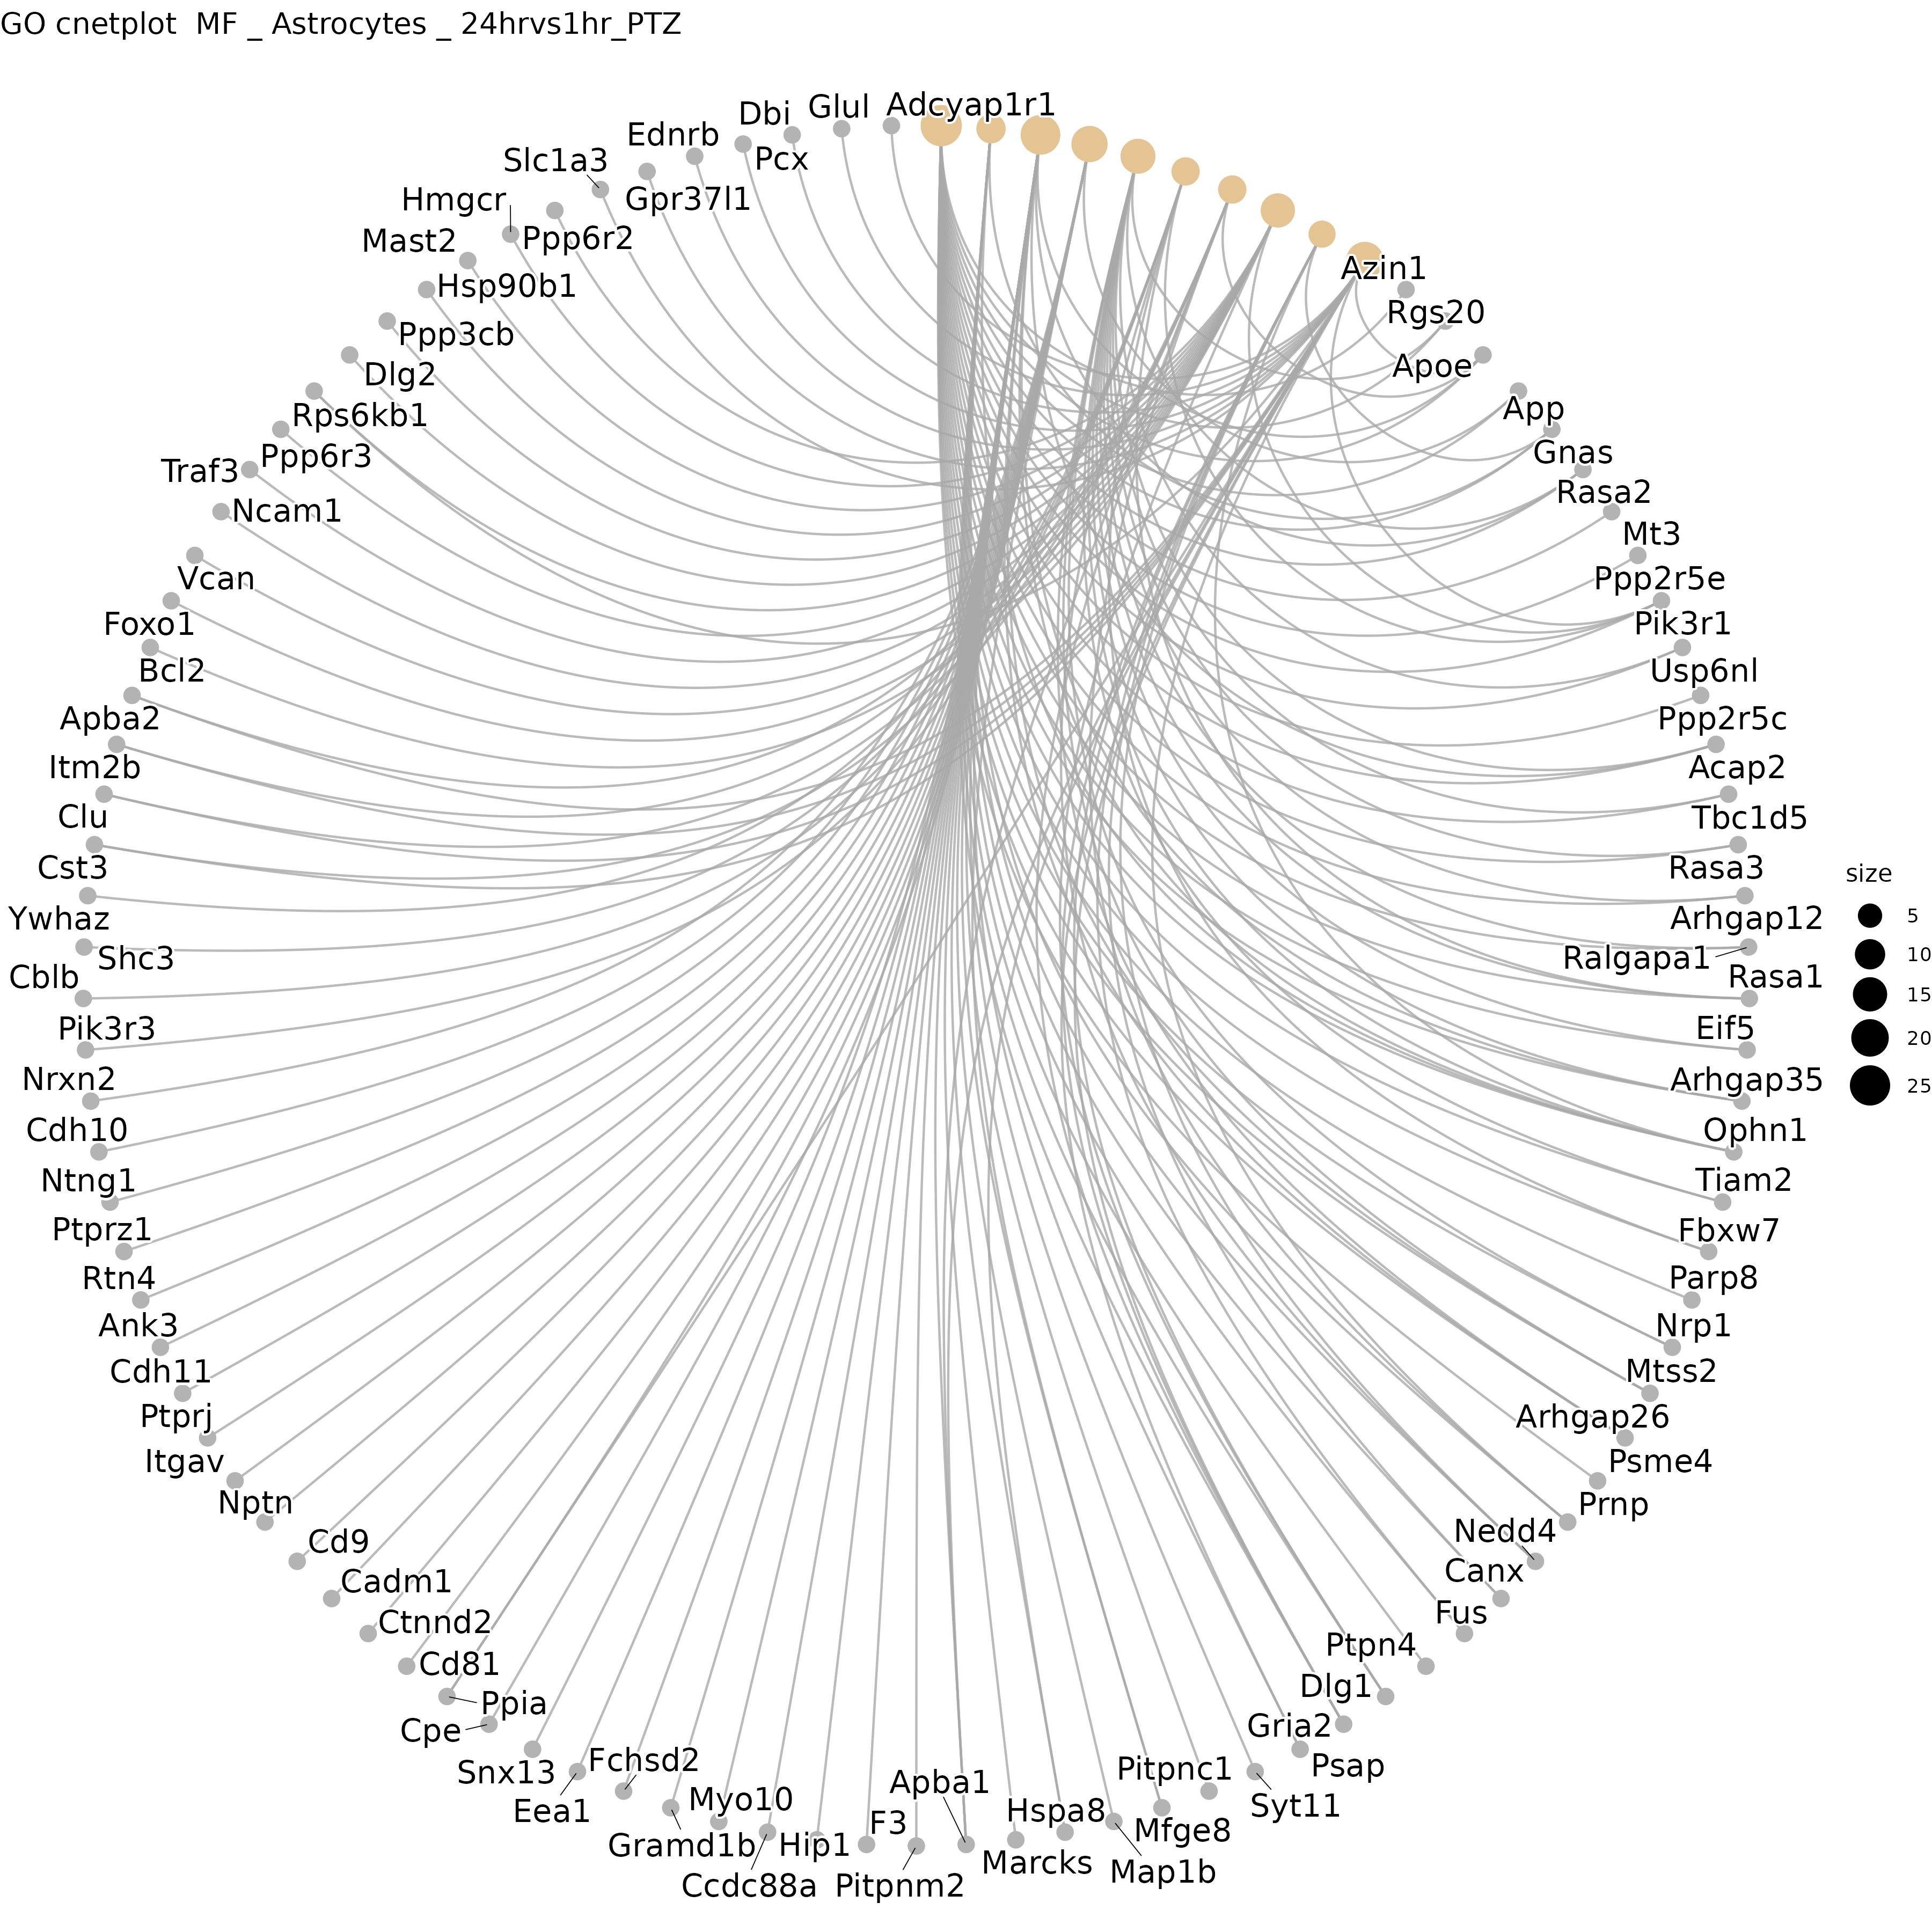 GO cnetplot  MF _ Astrocytes _ 24hrvs1hr_PTZ
Adcyap1r1
Azin1
Rgs20
Apoe
App
Gnas
Rasa2
Mt3
Ppp2r5e
Pik3r1
Usp6nl
Ppp2r5c
Acap2
Tbc1d5
Rasa3
Arhgap12
Ralgapa1
Rasa1
Eif5
Arhgap35
Ophn1
Tiam2
Fbxw7
Parp8
Nrp1
Mtss2
Arhgap26
Psme4
Prnp
Nedd4
Canx
Fus
Ptpn4
Dlg1
Gria2
Psap
Syt11
Pitpnc1
Mfge8
Map1b
Hspa8
Marcks
Apba1
Pitpnm2
F3
Hip1
Ccdc88a
Myo10
Gramd1b
Fchsd2
Eea1
Snx13
Cpe
Ppia
Cd81
Ctnnd2
Cadm1
Cd9
Nptn
Itgav
Ptprj
Cdh11
Ank3
Rtn4
Ptprz1
Ntng1
Cdh10
Nrxn2
Pik3r3
Cblb
Shc3
Ywhaz
Cst3
Clu
Itm2b
Apba2
Bcl2
Foxo1
Vcan
Ncam1
Traf3
Ppp6r3
Rps6kb1
Dlg2
Ppp3cb
Hsp90b1
Mast2
Ppp6r2
Hmgcr
Slc1a3
Gpr37l1
Ednrb
Pcx
Dbi
Glul
size
5
10
15
20
25